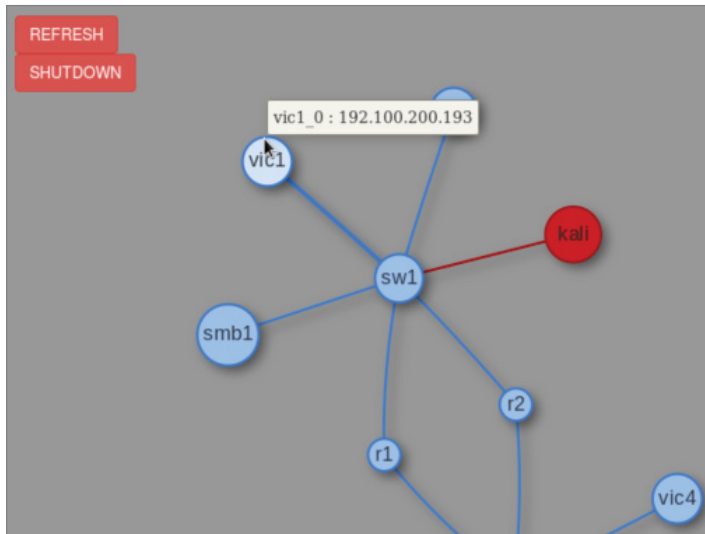 REFRESH
SHUTDOWN
vic1_0 : 192.100.200.193
vic1
kali
sw1
smb1
r2
r1
vic4